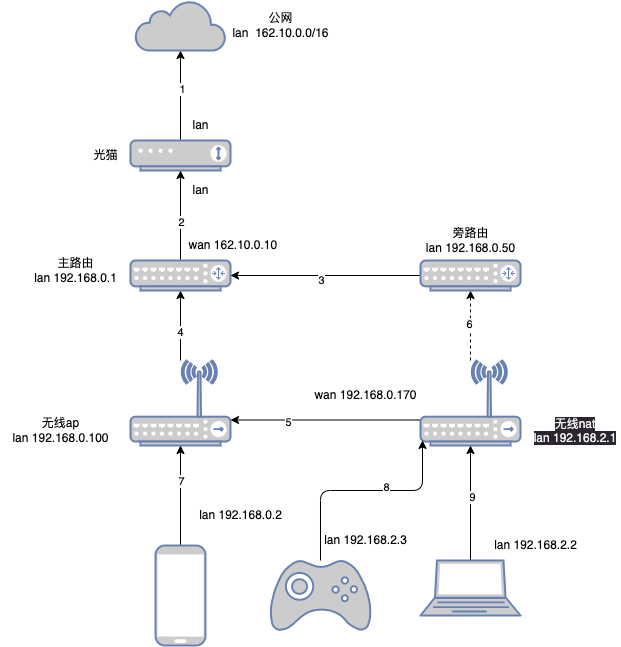 公网
lan 162.10.0.0/16
1
lan
光猫
lan
2
wan 162.10.0.10
主路由
lan 192.168.0.1
旁路由
lan 192.168.0.50
3
4
6
wan 192.168.0.170
无线ap
lan 192.168.0.100
5
无线nat
lan 192.168.2.1
7
8
9
lan 192.168.0.2
lan 192.168.2.3
lan 192.168.2.2